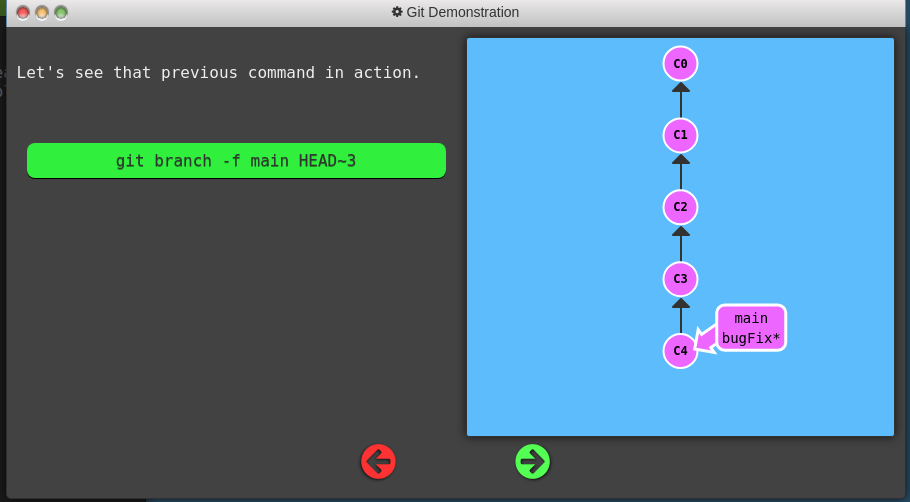 Git Demonstration
Let's see that previous command in action.
git branch -f main HEAD~3
C0
C1
C2
C3
main
bugFix*
C4